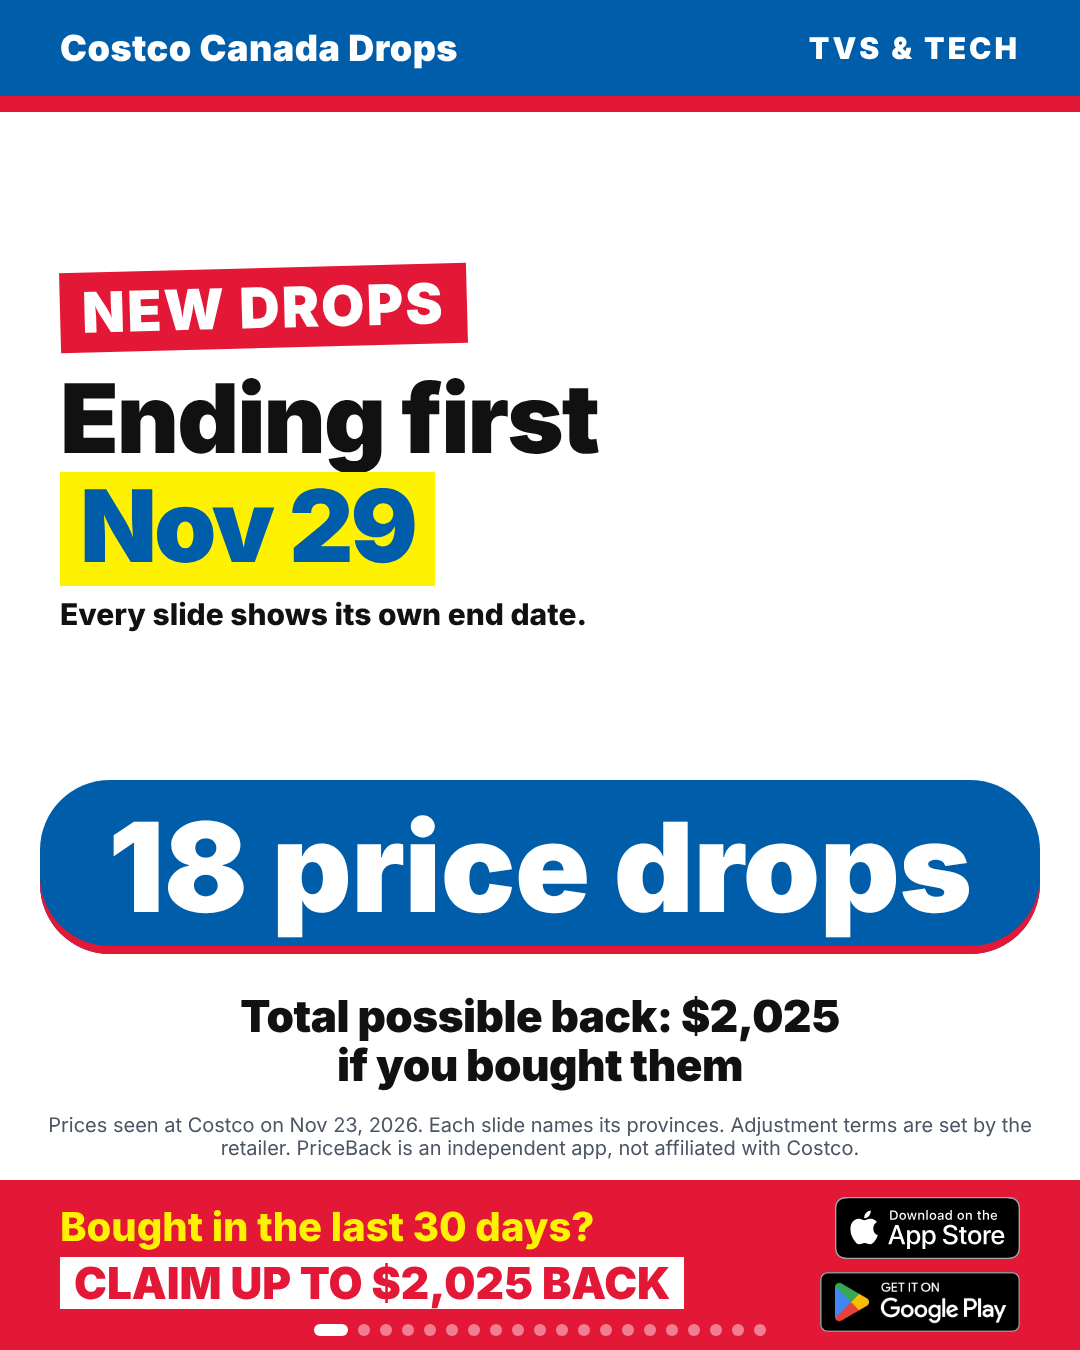 Costco Canada Drops
TVS & TECH
NEW DROPS
Ending first
Nov 29
Every slide shows its own end date.
18 price drops
Total possible back: $2,025
if you bought them
Prices seen at Costco on Nov 23, 2026. Each slide names its provinces. Adjustment terms are set by the
retailer. PriceBack is an independent app, not affiliated with Costco.
Bought in the last 30 days?
CLAIM UP TO $2,025 BACK
Download on the
App Store
GET IT ON
Google Play